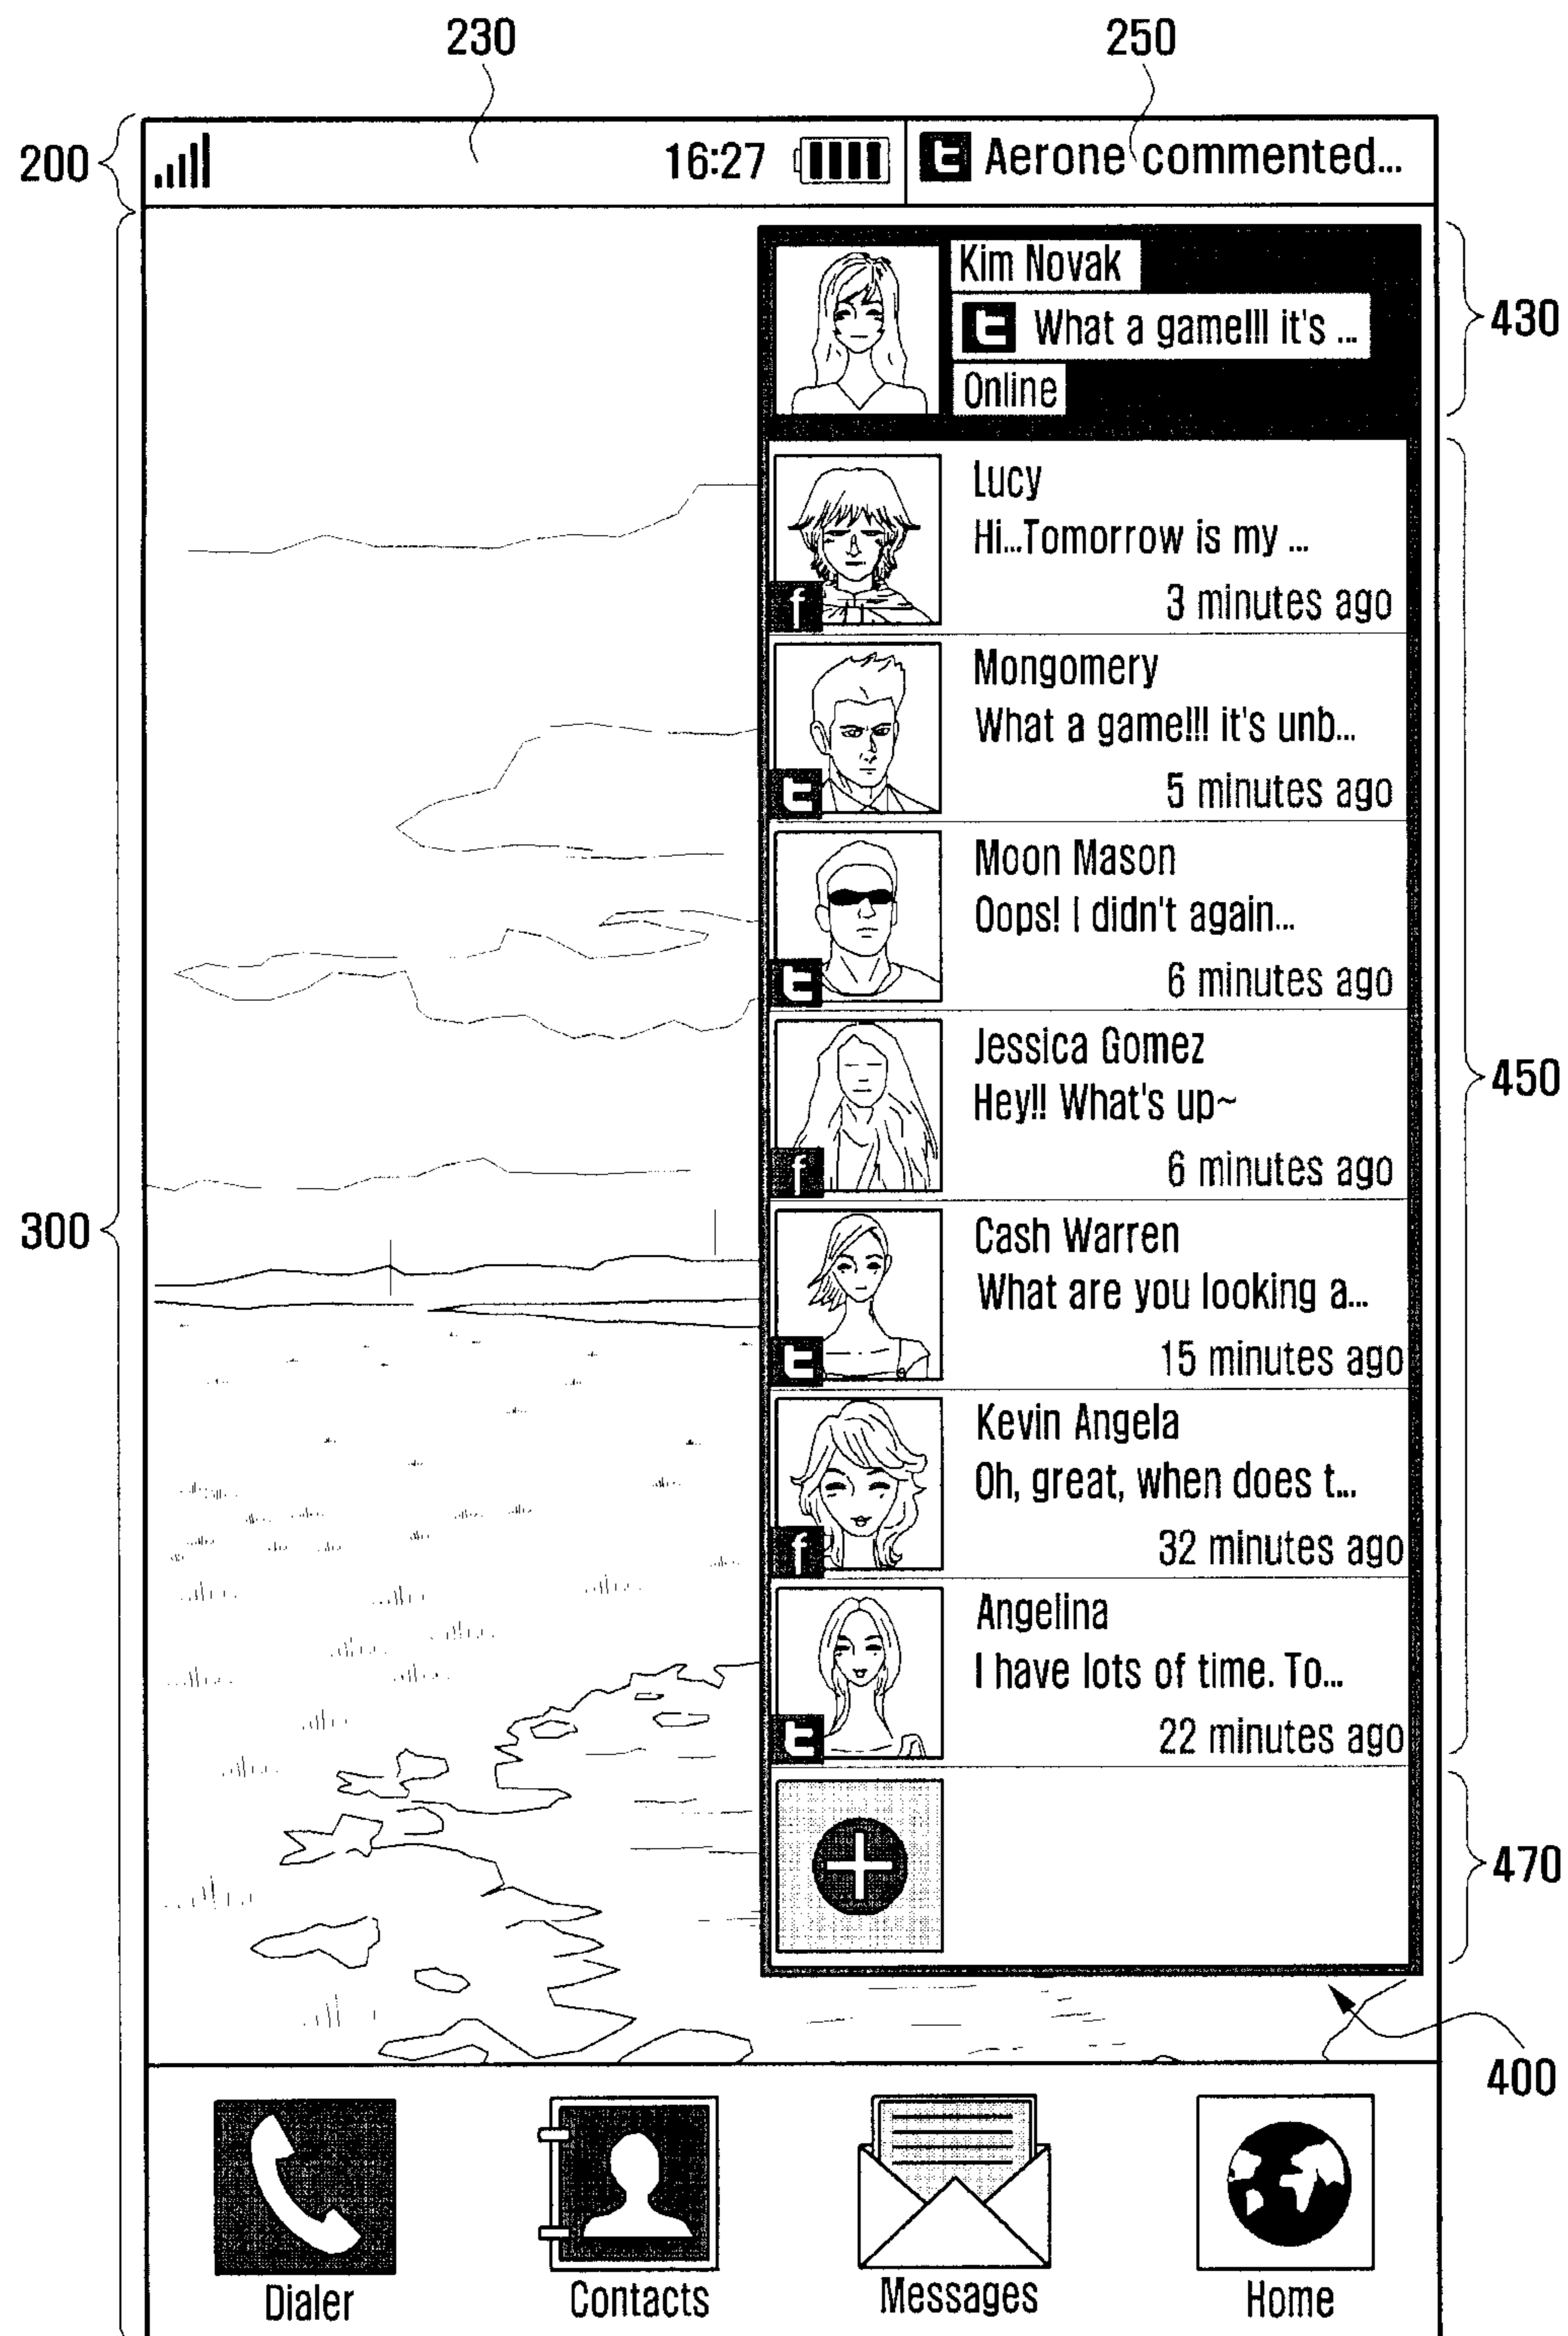 230
250
200
16:27
t Aerone commented...
Kim Novak
t What a game!!! it's ...
Online
430
Lucy
Hi...Tomorrow is my ...
f
3 minutes ago
Mongomery
What a game!!! it's unb...
t
5 minutes ago
Moon Mason
Oops! I didn't again...
t
6 minutes ago
Jessica Gomez
Hey!! What's up~
f
6 minutes ago
450
300
Cash Warren
What are you looking a...
t
15 minutes ago
Kevin Angela
Oh, great, when does t...
f
32 minutes ago
Angelina
I have lots of time. To...
t
22 minutes ago
470
400
Dialer
Contacts
Messages
Home